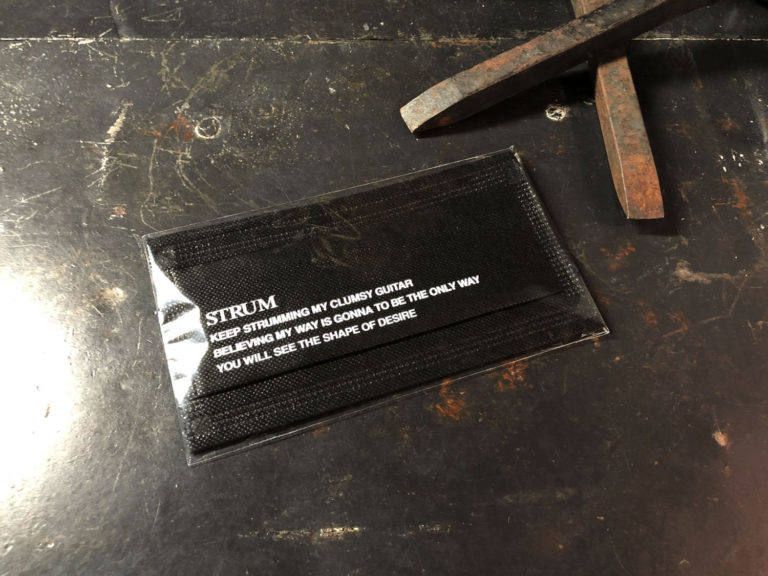 STRUM
KEEP STRUMMING MY CLUMSY GUITAR
BELIEVING MY WAY IS GONNA TO BE THE ONLY WAY
YOU WILL SEE THE SHAPE OF DESIRE